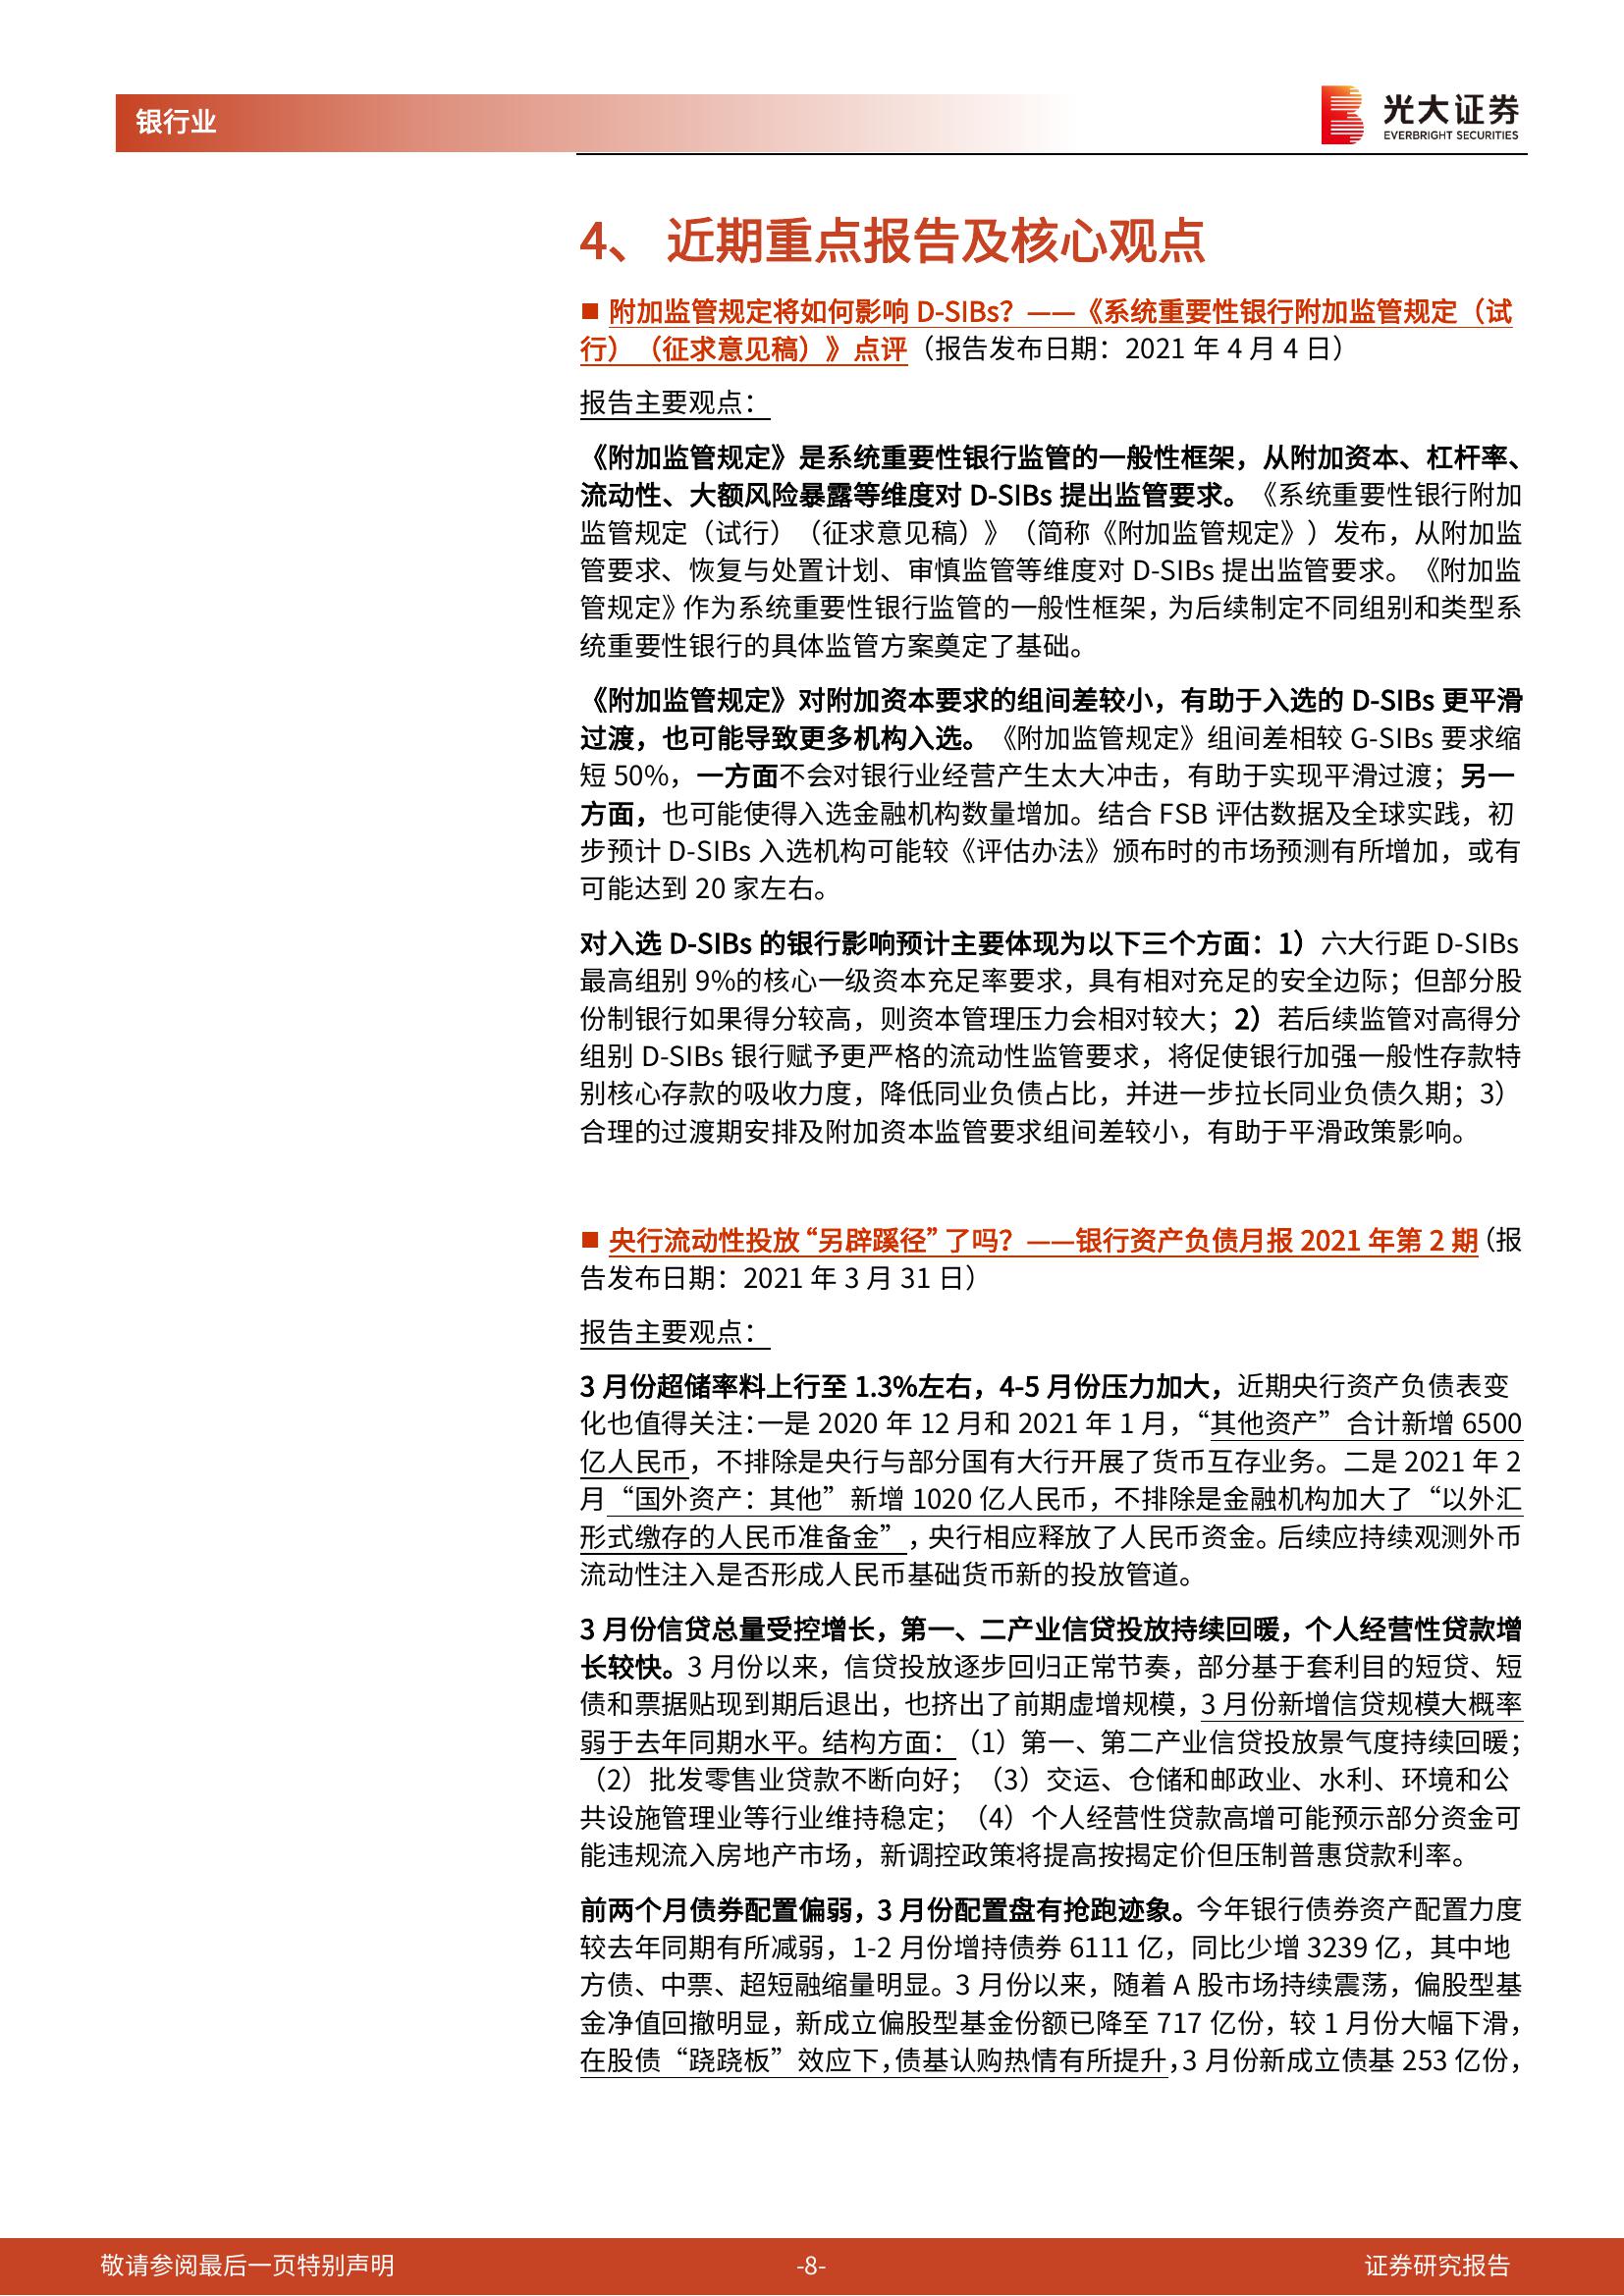 银行业
光大证券
EVERBRIGHT SECURITIES
4、 近期重点报告及核心观点
■ 附加监管规定将如何影响 D-SIBs？——《系统重要性银行附加监管规定（试
行）（征求意见稿）》点评（报告发布日期：2021 年 4 月 4 日）
报告主要观点：
《附加监管规定》是系统重要性银行监管的一般性框架，从附加资本、杠杆率、
流动性、大额风险暴露等维度对 D-SIBs 提出监管要求。《系统重要性银行附加
监管规定（试行）（征求意见稿）》（简称《附加监管规定》）发布，从附加监
管要求、恢复与处置计划、审慎监管等维度对 D-SIBs 提出监管要求。《附加监
管规定》作为系统重要性银行监管的一般性框架，为后续制定不同组别和类型系
统重要性银行的具体监管方案奠定了基础。
《附加监管规定》对附加资本要求的组间差较小，有助于入选的 D-SIBs 更平滑
过渡，也可能导致更多机构入选。《附加监管规定》组间差相较 G-SIBs 要求缩
短 50%，一方面不会对银行业经营产生太大冲击，有助于实现平滑过渡；另一
方面，也可能使得入选金融机构数量增加。结合 FSB 评估数据及全球实践，初
步预计 D-SIBs 入选机构可能较《评估办法》颁布时的市场预测有所增加，或有
可能达到 20 家左右。
对入选 D-SIBs 的银行影响预计主要体现为以下三个方面：1）六大行距 D-SIBs
最高组别 9%的核心一级资本充足率要求，具有相对充足的安全边际；但部分股
份制银行如果得分较高，则资本管理压力会相对较大；2）若后续监管对高得分
组别 D-SIBs 银行赋予更严格的流动性监管要求，将促使银行加强一般性存款特
别核心存款的吸收力度，降低同业负债占比，并进一步拉长同业负债久期；3）
合理的过渡期安排及附加资本监管要求组间差较小，有助于平滑政策影响。
■ 央行流动性投放“另辟蹊径”了吗？——银行资产负债月报 2021 年第 2 期（报
告发布日期：2021 年 3 月 31 日）
报告主要观点：
3 月份超储率料上行至 1.3%左右，4-5 月份压力加大，近期央行资产负债表变
化也值得关注：一是 2020 年 12 月和 2021 年 1 月，“其他资产”合计新增 6500
亿人民币，不排除是央行与部分国有大行开展了货币互存业务。二是 2021 年 2
月“国外资产：其他”新增 1020 亿人民币，不排除是金融机构加大了“以外汇
形式缴存的人民币准备金”，央行相应释放了人民币资金。后续应持续观测外币
流动性注入是否形成人民币基础货币新的投放管道。
3 月份信贷总量受控增长，第一、二产业信贷投放持续回暖，个人经营性贷款增
长较快。3 月份以来，信贷投放逐步回归正常节奏，部分基于套利目的短贷、短
债和票据贴现到期后退出，也挤出了前期虚增规模，3 月份新增信贷规模大概率
弱于去年同期水平。结构方面：（1）第一、第二产业信贷投放景气度持续回暖；
（2）批发零售业贷款不断向好；（3）交运、仓储和邮政业、水利、环境和公
共设施管理业等行业维持稳定；（4）个人经营性贷款高增可能预示部分资金可
能违规流入房地产市场，新调控政策将提高按揭定价但压制普惠贷款利率。
前两个月债券配置偏弱，3 月份配置盘有抢跑迹象。今年银行债券资产配置力度
较去年同期有所减弱，1-2 月份增持债券 6111 亿，同比少增 3239 亿，其中地
方债、中票、超短融缩量明显。3 月份以来，随着 A 股市场持续震荡，偏股型基
金净值回撤明显，新成立偏股型基金份额已降至 717 亿份，较 1 月份大幅下滑，
在股债“跷跷板”效应下，债基认购热情有所提升，3 月份新成立债基 253 亿份，
敬请参阅最后一页特别声明
-8-
证券研究报告